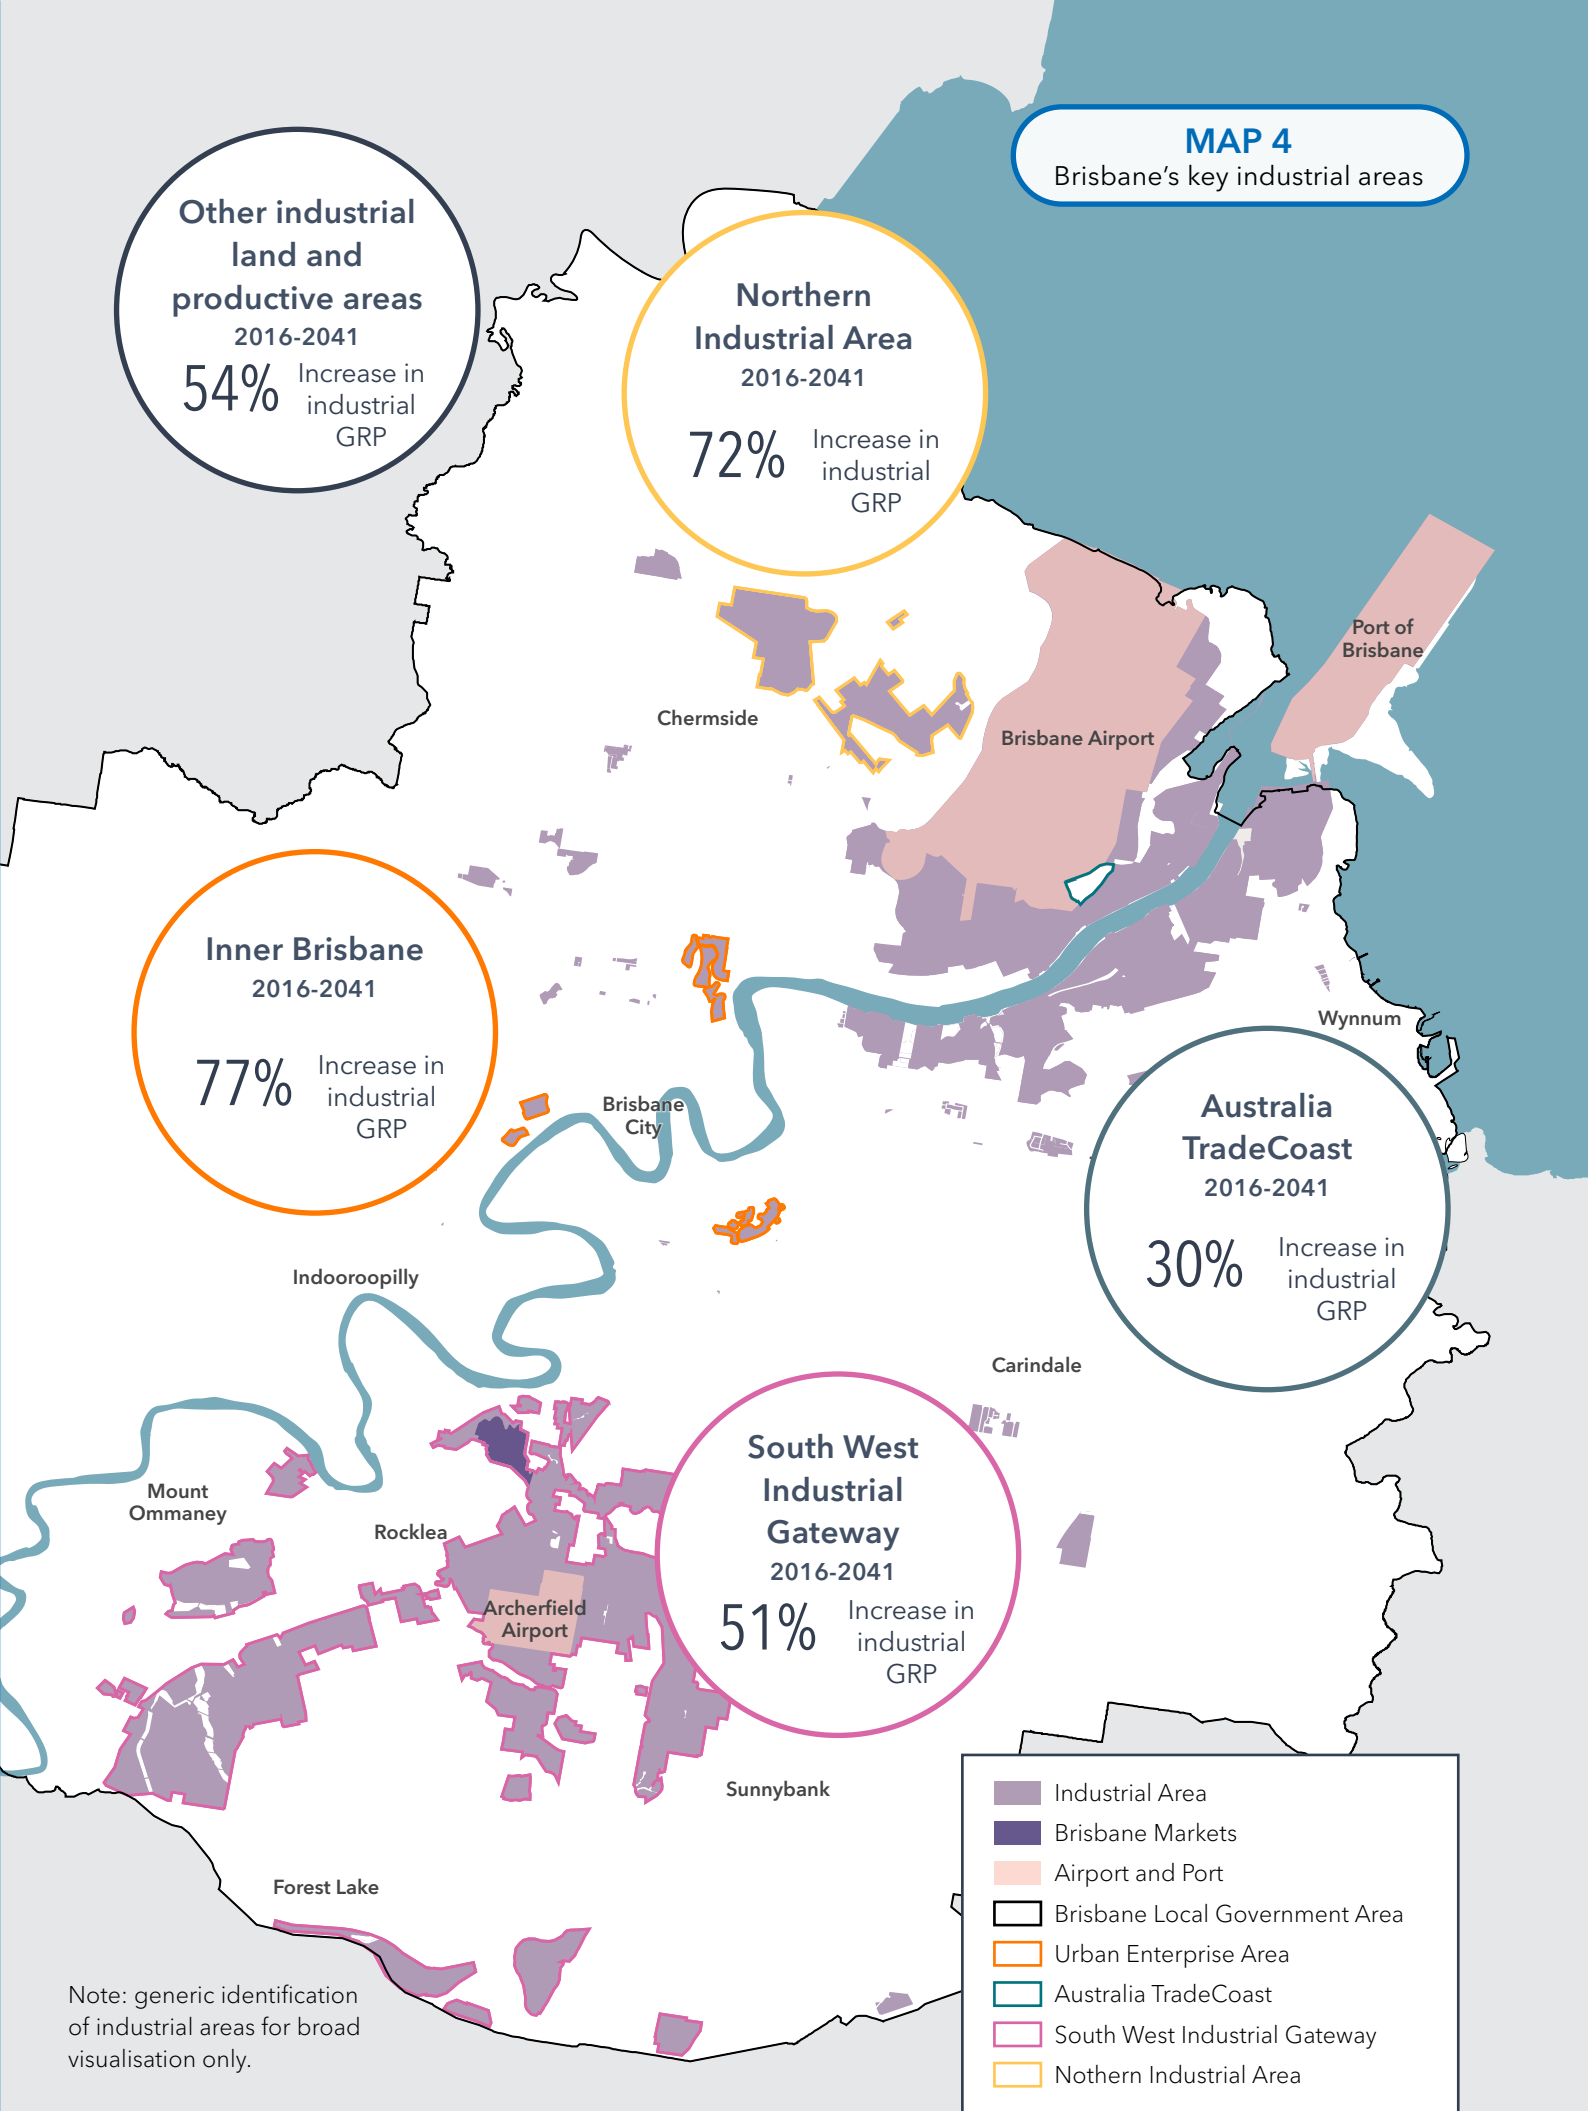 MAP 4
Brisbane's key industrial areas
Other industrial
land and
productive areas
2016-2041
54%
Increase in
industrial
GRP
Northern
Industrial Area
2016-2041
72%
Increase in
industrial
GRP
Port of
Brisbane
Chermside
Brisbane Airport
Inner Brisbane
2016-2041
77%
Increase in
industrial
GRP
Wynnum
Brisbane
City
Australia
TradeCoast
2016-2041
30%
Increase in
industrial
GRP
Indooroopilly
Carindale
South West
Industrial
Gateway
2016-2041
51%
Increase in
industrial
GRP
Mount
Ommaney
Rocklea
Archerfield
Airport
Sunnybank
Forest Lake
Industrial Area
Brisbane Markets
Airport and Port
Brisbane Local Government Area
Urban Enterprise Area
Australia TradeCoast
South West Industrial Gateway
Nothern Industrial Area
Note: generic identification
of industrial areas for broad
visualisation only.